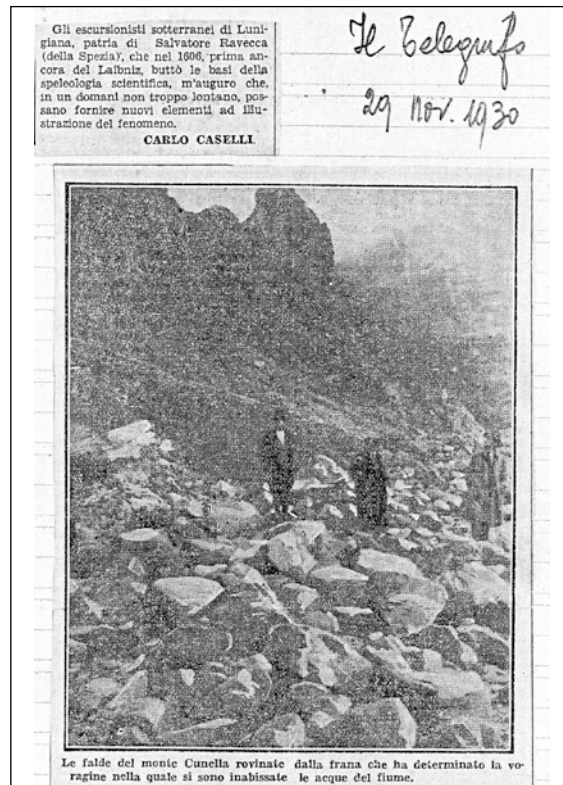 Gli escursionisti sotterranei di Luni-
giana, patria di Salvatore Ravecca
(della Spezia), che nel 1606, prima an-
cora del Laibniz, buttò le basi della
speleologia scientifica, m'auguro che,
in un domani non troppo lontano, pos-
sano fornire nuovi elementi ad illu-
strazione del fenomeno.
CARLO CASELLI
Il Telegrafo
29 Nov. 1930
Le falde del monte Cunella rovinate dalla frana che ha determinato la vo-
ragine nella quale si sono inabissate le acque del fiume.